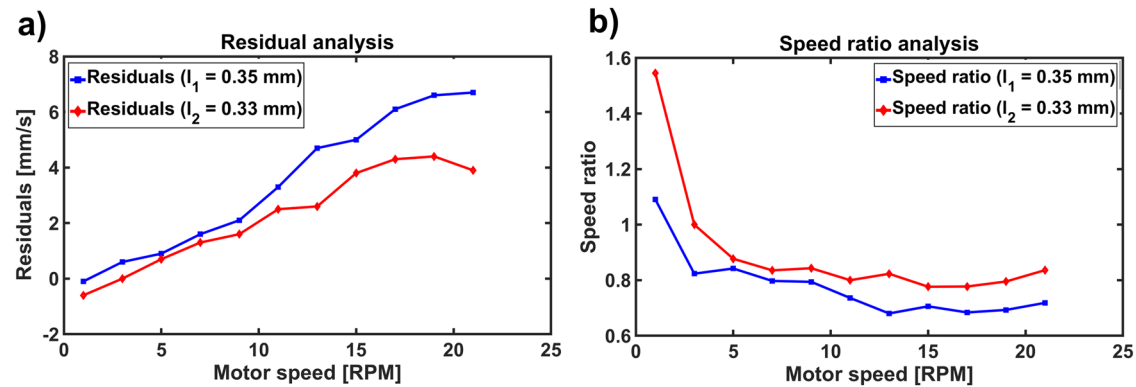 a)
Residual analysis
Residuals (l1 = 0.35 mm)
Residuals (l2 = 0.33 mm)
Residuals [mm/s]
8
6
4
2
0
-2
0 5 10 15 20 25
Motor speed [RPM]
b)
Speed ratio analysis
Speed ratio (l1 = 0.35 mm)
Speed ratio (l2 = 0.33 mm)
Speed ratio
1.6
1.4
1.2
1
0.8
0.6
0 5 10 15 20 25
Motor speed [RPM]